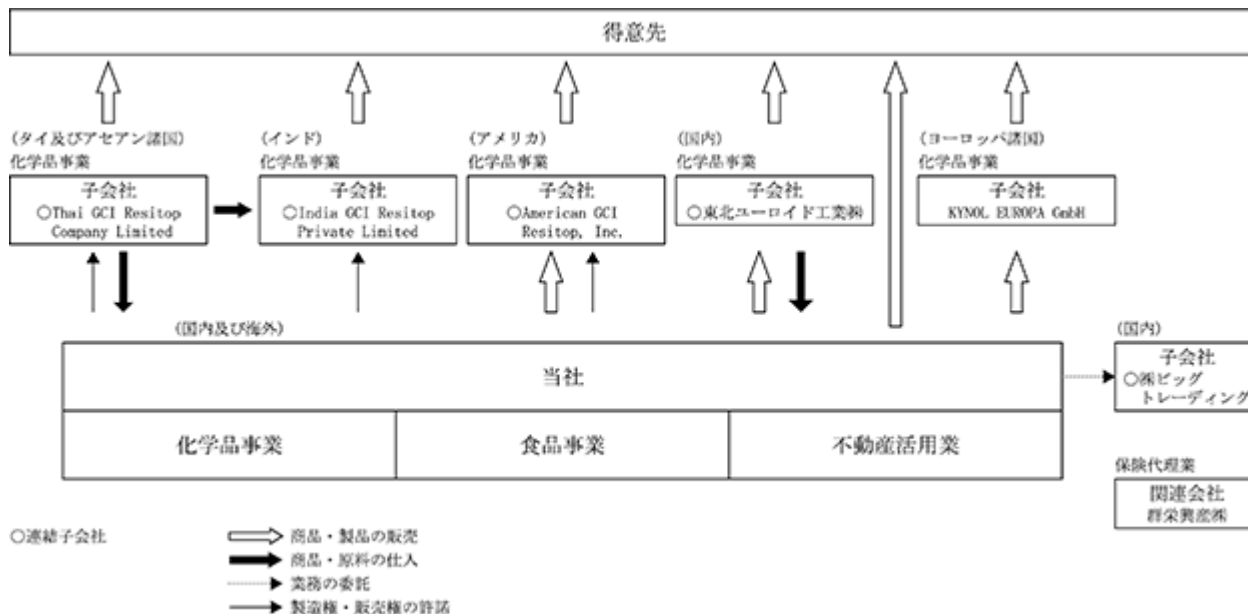 得意先
(タイ及びアセアン諸国)
化学品事業
子会社
○Thai GCI Resitop
Company Limited
(インド)
化学品事業
子会社
○India GCI Resitop
Private Limited
(アメリカ)
化学品事業
子会社
○American GCI
Resitop, Inc.
(国内)
化学品事業
子会社
○東北ユーロイド工業㈱
(ヨーロッパ諸国)
化学品事業
子会社
KYNOL EUROPA GmbH
(国内及び海外)
当社
化学品事業
食品事業
不動産活用業
(国内)
子会社
○㈱ビッグ
トレーディング
保険代理業
関連会社
群栄興産㈱
○連結子会社
商品・製品の販売
商品・原料の仕入
業務の委託
製造権・販売権の許諾